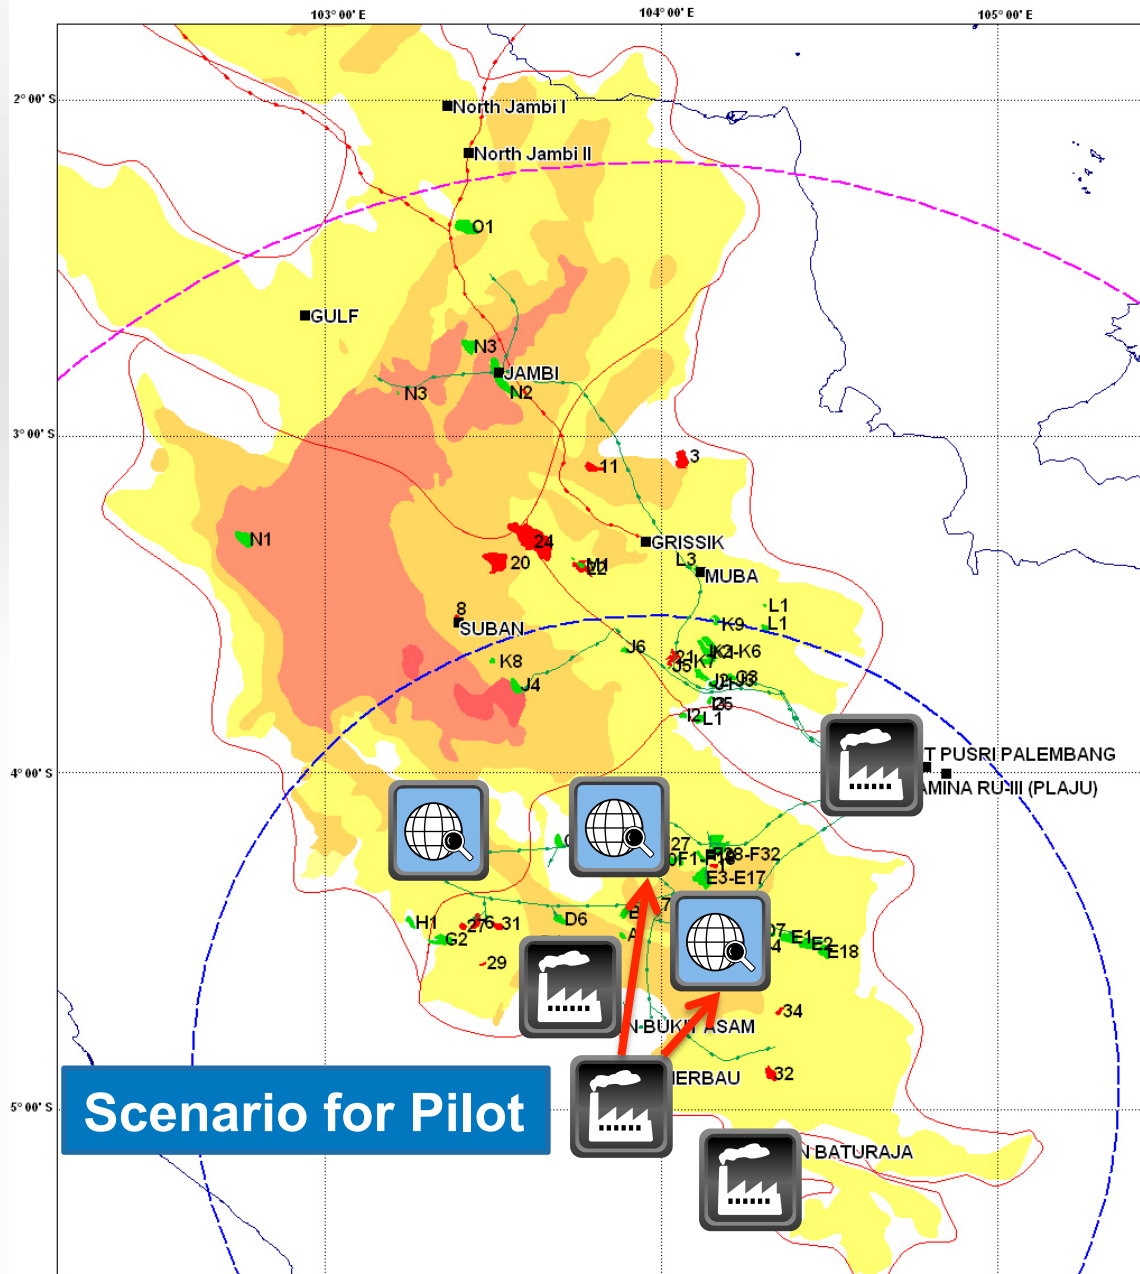 103° 00' E
104° 00' E
105° 00' E
2° 00' S
North Jambi I
North Jambi II
O1
GULF
N3
JAMBI
N3
N2
3° 00' S
11
3
N1
24
GRISSIK
20
L3
MUBA
8
SUBAN
L1
L1
K9
J6
K8
J4
I2
L1
4° 00' S
T PUSRI PALEMBANG
AMINA RU-III (PLAJU)
27
E3-E17
H1
G2
31
D6
29
E1
E2
E18
34
N-BUKIT ASAM
32
5° 00' S
Scenario for Pilot
N BATURAJA